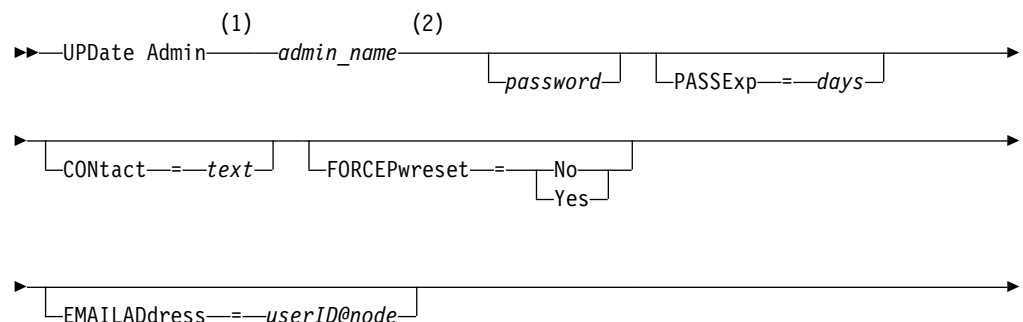 (1) (2)
UPDate Admin admin_name
password PASSExp = days
CONtact = text FORCEPwreset = No
Yes
EMAILADdress = userID@node